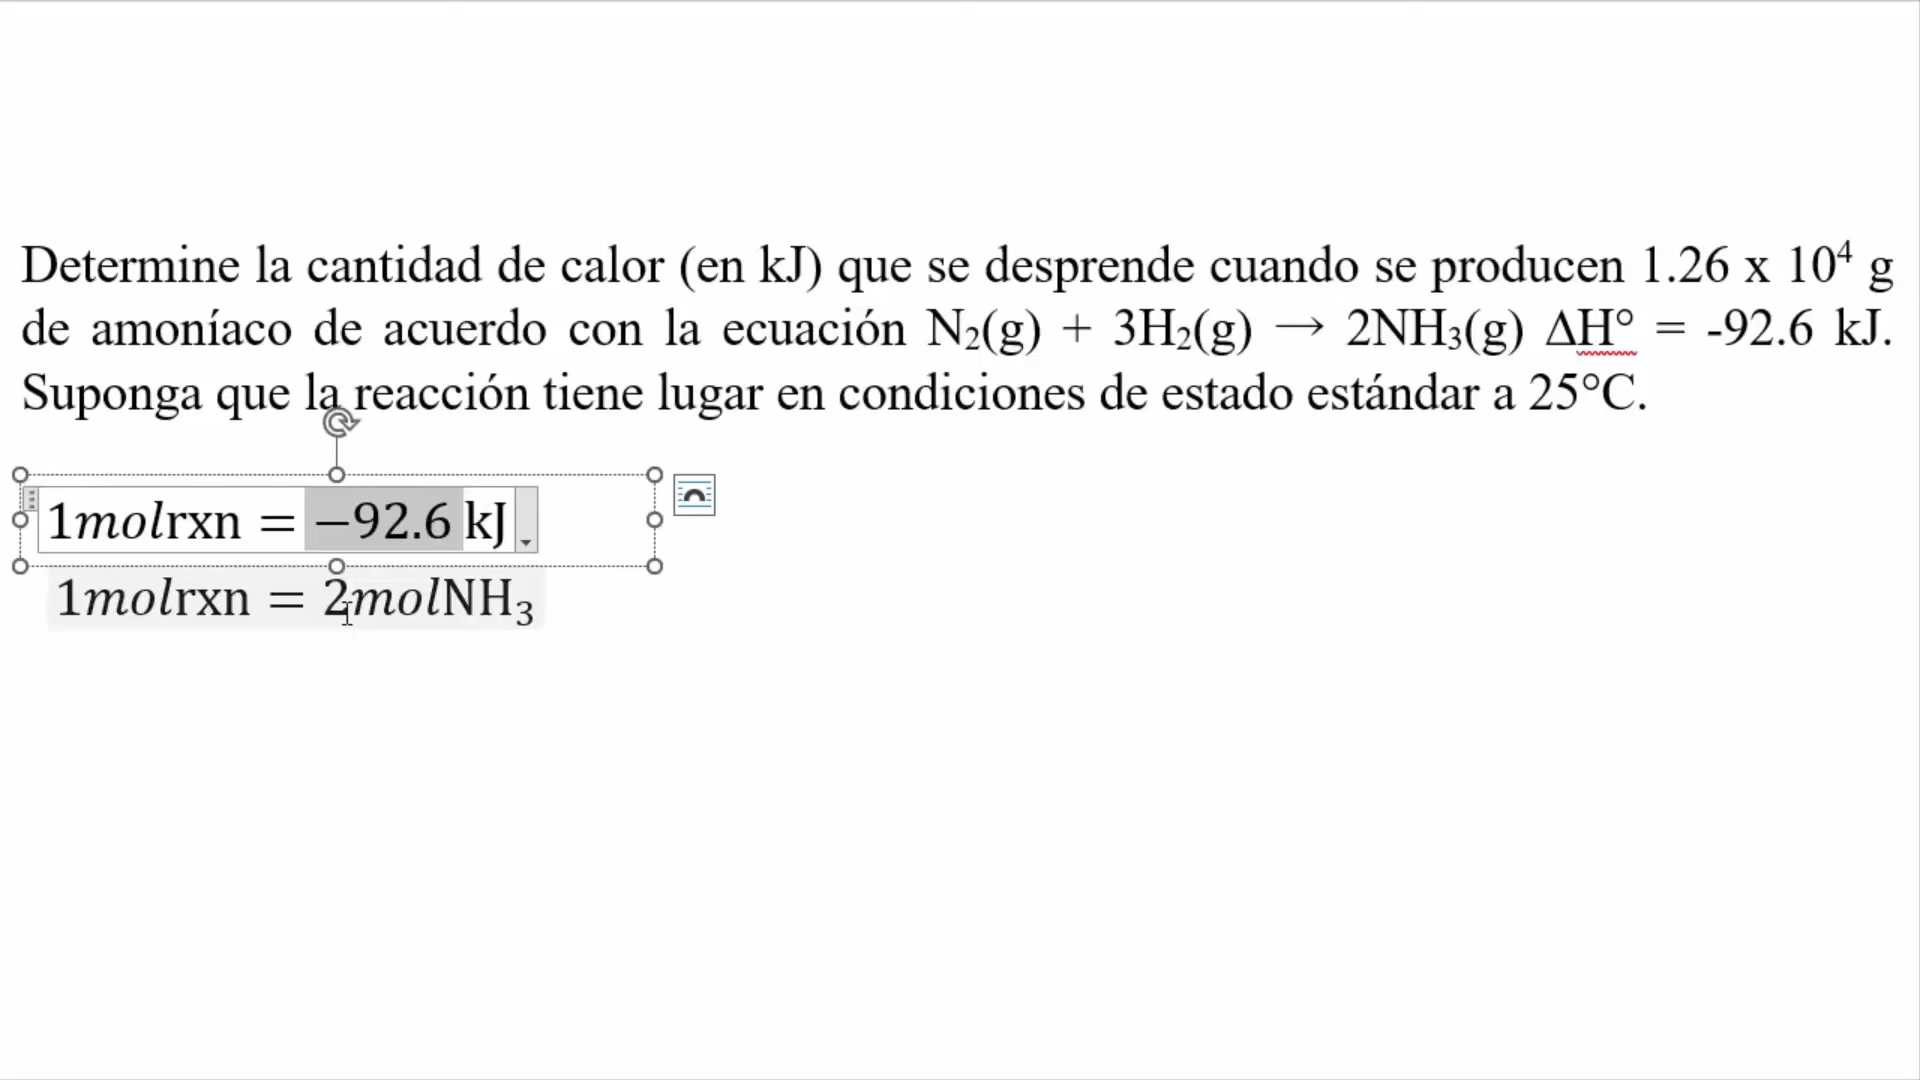 Determine la cantidad de calor (en kJ) que se desprende cuando se producen 1.26 x 10⁴ g
de amoníaco de acuerdo con la ecuación N₂(g) + 3H₂(g) → 2NH₃(g) ΔH° = -92.6 kJ.
Suponga que la reacción tiene lugar en condiciones de estado estándar a 25°C.
1molrxn = −92.6 kJ
1molrxn = 2molNH₃